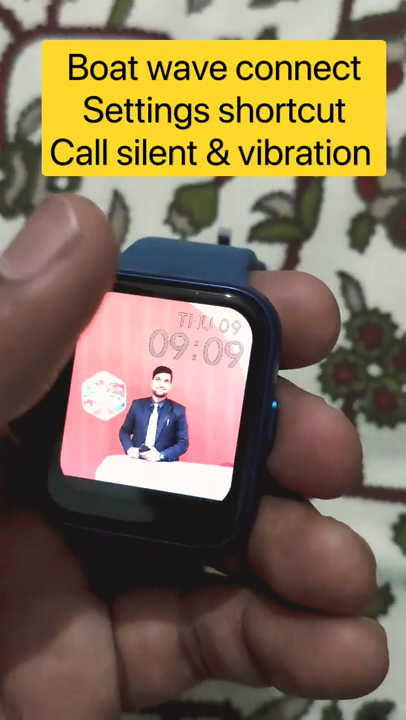 Boat wave connect
Settings shortcut
Call silent & vibration
THU 09
09:09